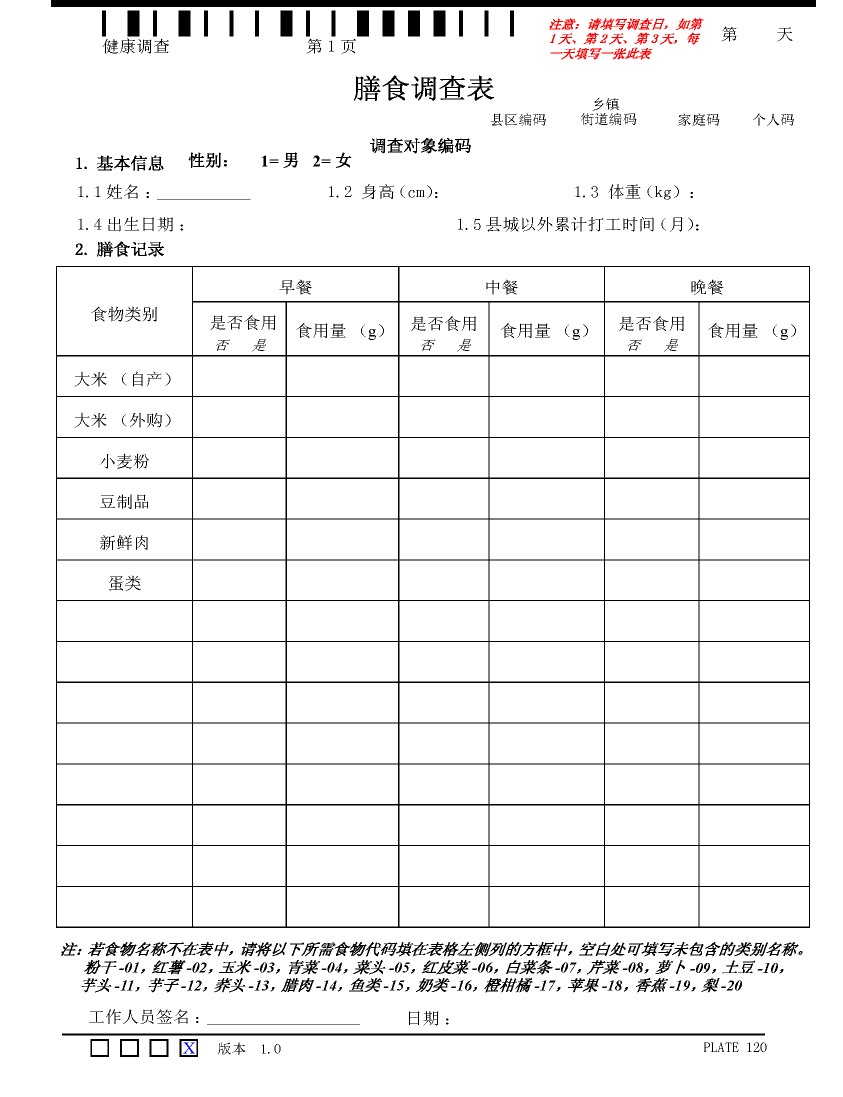 健康调查 第1页
注意：请填写调查日，如第
1天、第2天、第3天，每
一天填写一张此表
第 天
膳食调查表
乡镇
县区编码 街道编码 家庭码 个人码
调查对象编码
1. 基本信息 性别： 1=男 2=女
1.1姓名：___________ 1.2 身高（cm）： 1.3 体重（kg）：
1.4出生日期： 1.5县城以外累计打工时间（月）：
2. 膳食记录
食物类别 早餐 中餐 晚餐
是否食用 食用量 （g） 是否食用 食用量 （g） 是否食用 食用量 （g）
否 是 否 是 否 是
大米 （自产）
大米 （外购）
小麦粉
豆制品
新鲜肉
蛋类
注：若食物名称不在表中，请将以下所需食物代码填在表格左侧列的方框中，空白处可填写未包含的类别名称。
粉干-01，红薯-02，玉米-03，青菜-04，菜头-05，红皮菜-06，白菜条-07，芹菜-08，萝卜-09，土豆-10，
芋头-11，芋子-12，荞头-13，腊肉-14，鱼类-15，奶类-16，橙柑橘-17，苹果-18，香蕉-19，梨-20
工作人员签名：__________________ 日期：
X 版本 1.0 PLATE 120